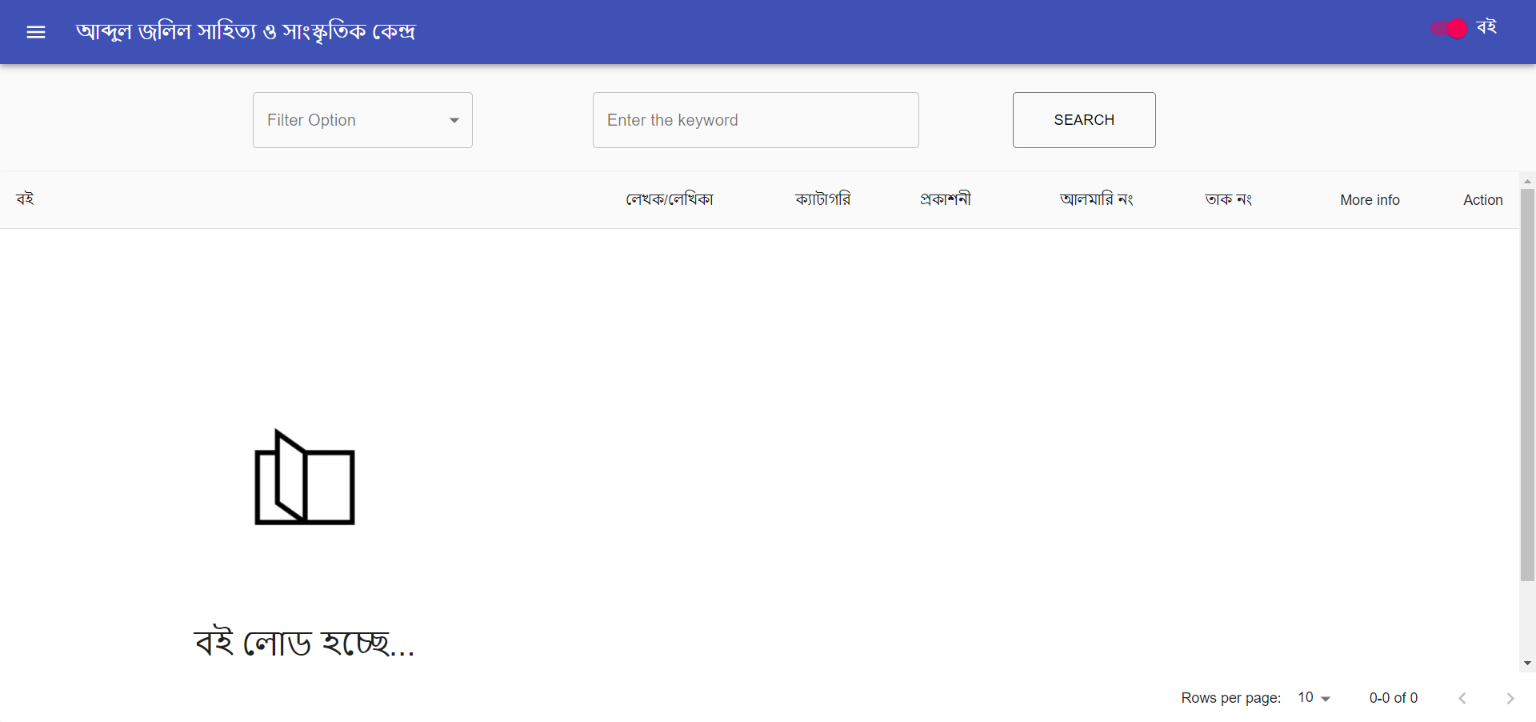 আব্দুল জলিল সাহিত্য ও সাংস্কৃতিক কেন্দ্র
বই
Filter Option
Enter the keyword
SEARCH
বই লেখক/লেখিকা ক্যাটাগরি প্রকাশনী আলমারি নং তাক নং More info Action
বই লোড হচ্ছে...
Rows per page: 10 0-0 of 0